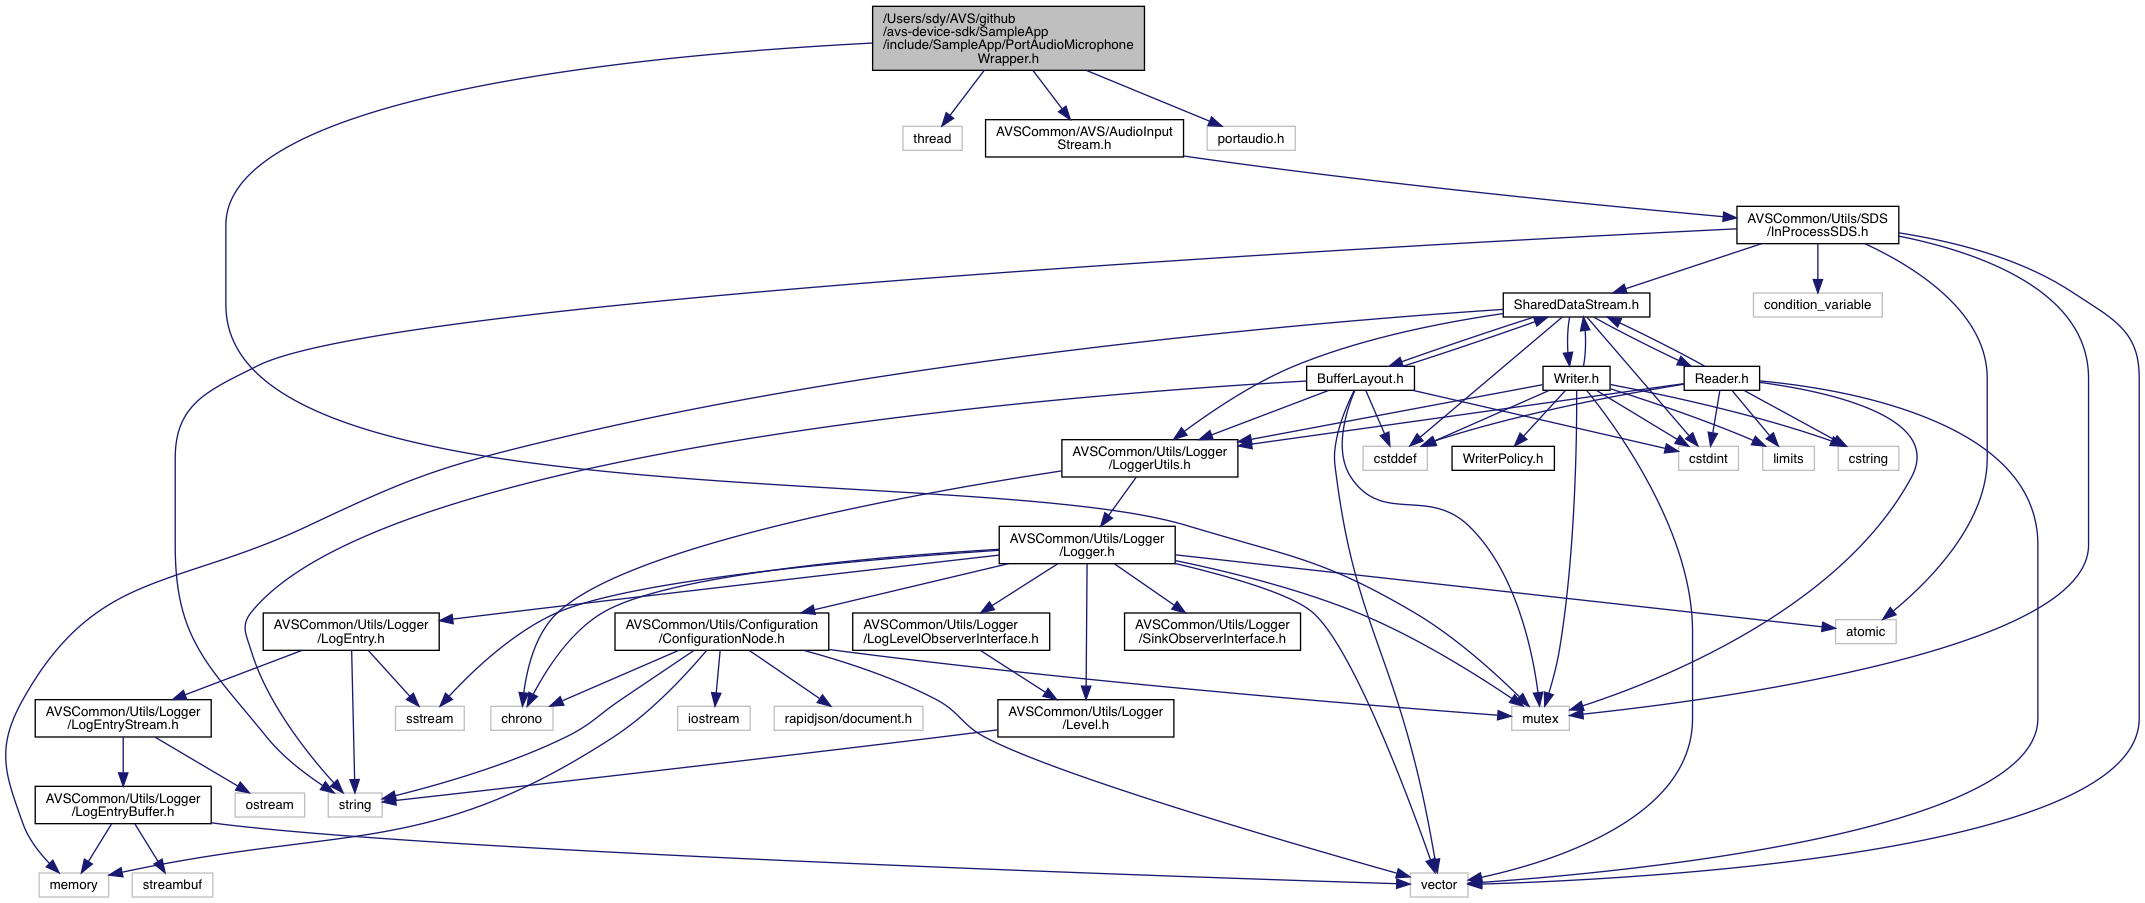 /Users/sdy/AVS/github
/avs-device-sdk/SampleApp
/include/SampleApp/PortAudioMicrophone
Wrapper.h
thread
AVSCommon/AVS/AudioInput
Stream.h
portaudio.h
AVSCommon/Utils/SDS
/InProcessSDS.h
SharedDataStream.h
condition_variable
BufferLayout.h
Writer.h
Reader.h
AVSCommon/Utils/Logger
/LoggerUtils.h
cstddef
WriterPolicy.h
cstdint
limits
cstring
AVSCommon/Utils/Logger
/Logger.h
AVSCommon/Utils/Logger
/LogEntry.h
AVSCommon/Utils/Configuration
/ConfigurationNode.h
AVSCommon/Utils/Logger
/LogLevelObserverInterface.h
AVSCommon/Utils/Logger
/SinkObserverInterface.h
atomic
AVSCommon/Utils/Logger
/LogEntryStream.h
sstream
chrono
iostream
rapidjson/document.h
AVSCommon/Utils/Logger
/Level.h
mutex
AVSCommon/Utils/Logger
/LogEntryBuffer.h
ostream
string
memory
streambuf
vector